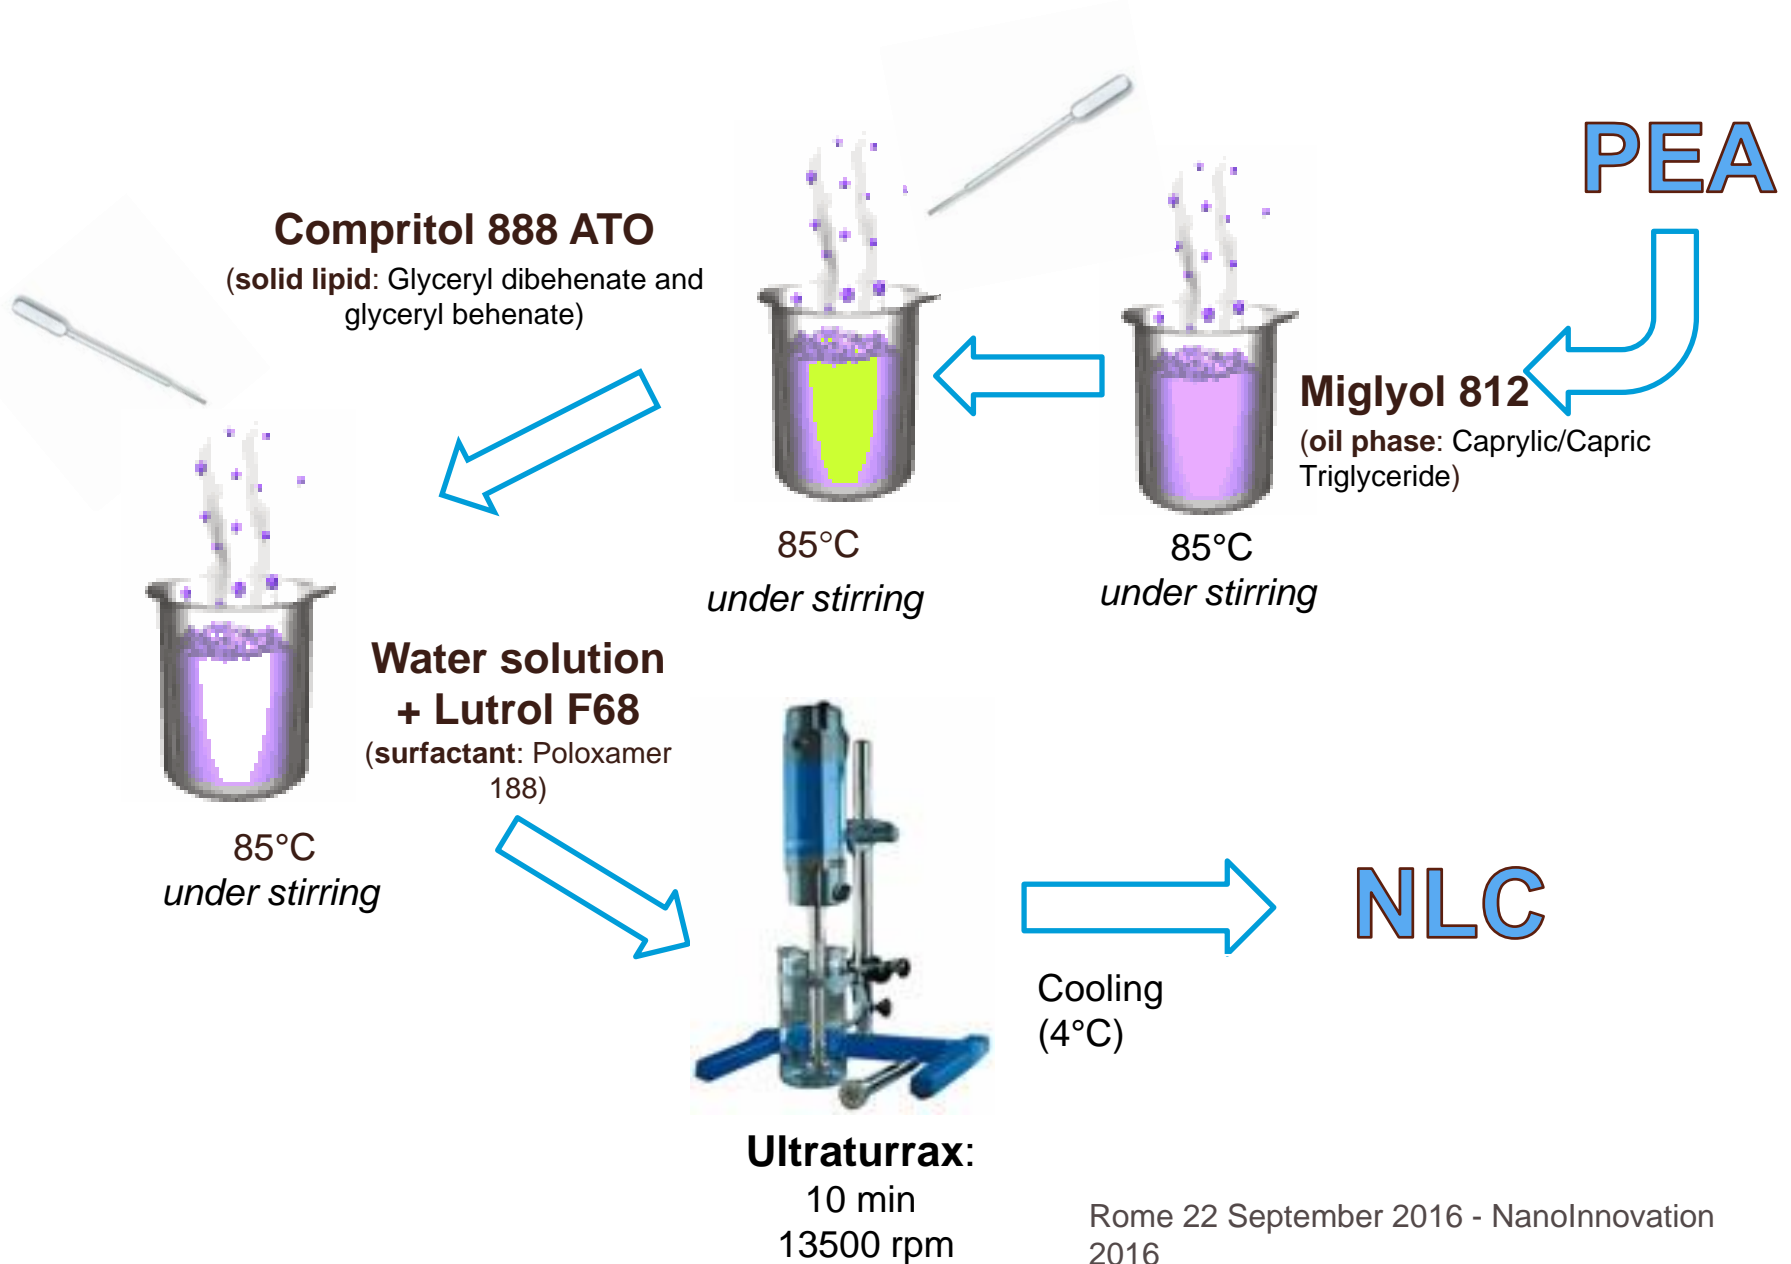 PEA
Compritol 888 ATO
(solid lipid: Glyceryl dibehenate and
glyceryl behenate)
Miglyol 812
(oil phase: Caprylic/Capric
Triglyceride)
85°C
under stirring
85°C
under stirring
Water solution
+ Lutrol F68
(surfactant: Poloxamer
188)
85°C
under stirring
NLC
Cooling
(4°C)
Ultraturrax:
10 min
13500 rpm
Rome 22 September 2016 - NanoInnovation
2016